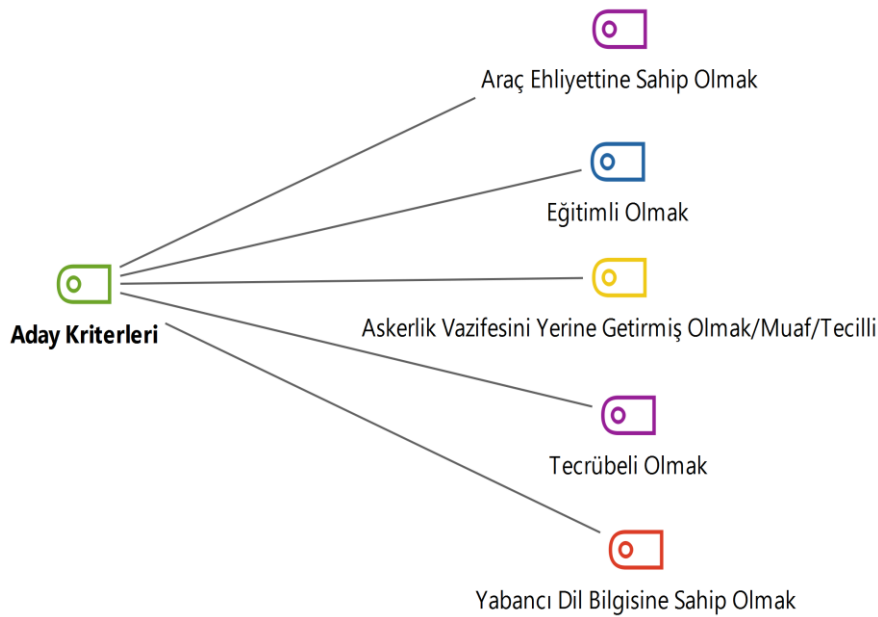 Araç Ehliyettine Sahip Olmak
Eğitimli Olmak
Aday Kriterleri
Askerlik Vazifesini Yerine Getirmiş Olmak/Muaf/Tecilli
Tecrübeli Olmak
Yabancı Dil Bilgisine Sahip Olmak